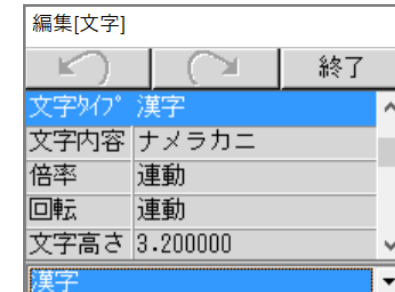 編集[文字]
終了
文字ﾀｲﾌﾟ 漢字
文字内容 ナメラカニ
倍率 連動
回転 連動
文字高さ 3.200000
漢字